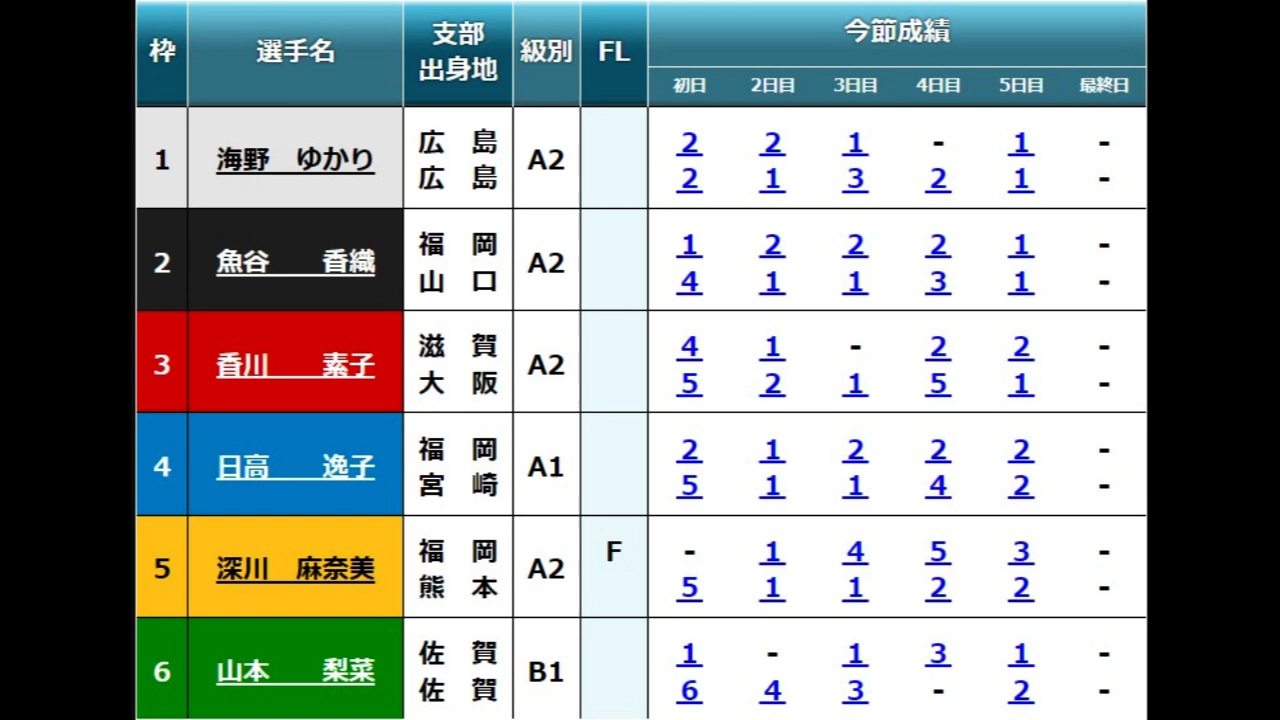 枠 選手名 支部 級別 FL 今節成績
出身地
初日 2日目 3日目 4日目 5日目 最終日
1 海野 ゆかり 広島 A2 2 2 1 - 1 -
広島 2 1 3 2 1 -
2 魚谷 香織 福岡 A2 1 2 2 2 1 -
山口 4 1 1 3 1 -
3 香川 素子 滋賀 A2 4 1 - 2 2 -
大阪 5 2 1 5 1 -
4 日高 逸子 福岡 A1 2 1 2 2 2 -
宮崎 5 1 1 4 2 -
5 深川 麻奈美 福岡 A2 F - 1 4 5 3 -
熊本 5 1 1 2 2 -
6 山本 梨菜 佐賀 B1 1 - 1 3 1 -
佐賀 6 4 3 - 2 -